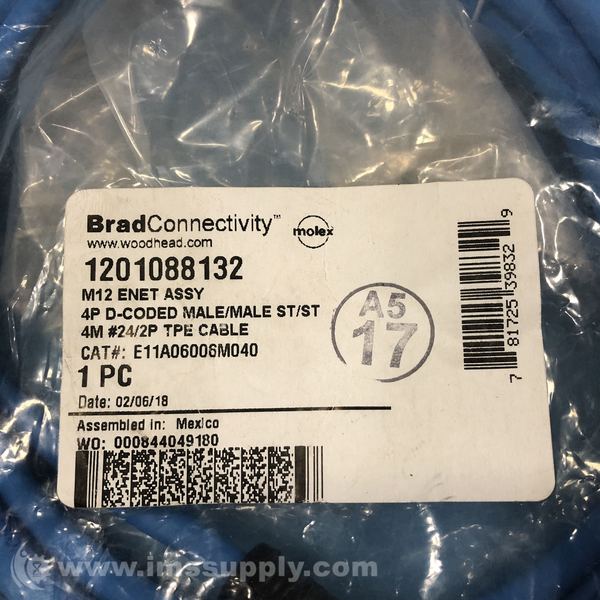 BradConnectivity™
www.woodhead.com
molex
1201088132
M12 ENET ASSY
4P D-CODED MALE/MALE ST/ST
4M #24/2P TPE CABLE
CAT#: E11A06006M040
1 PC
Date: 02/06/18
Assembled in: Mexico
WO: 000844049180
A5
17
7 81725 39832 9
www.imssupply.com